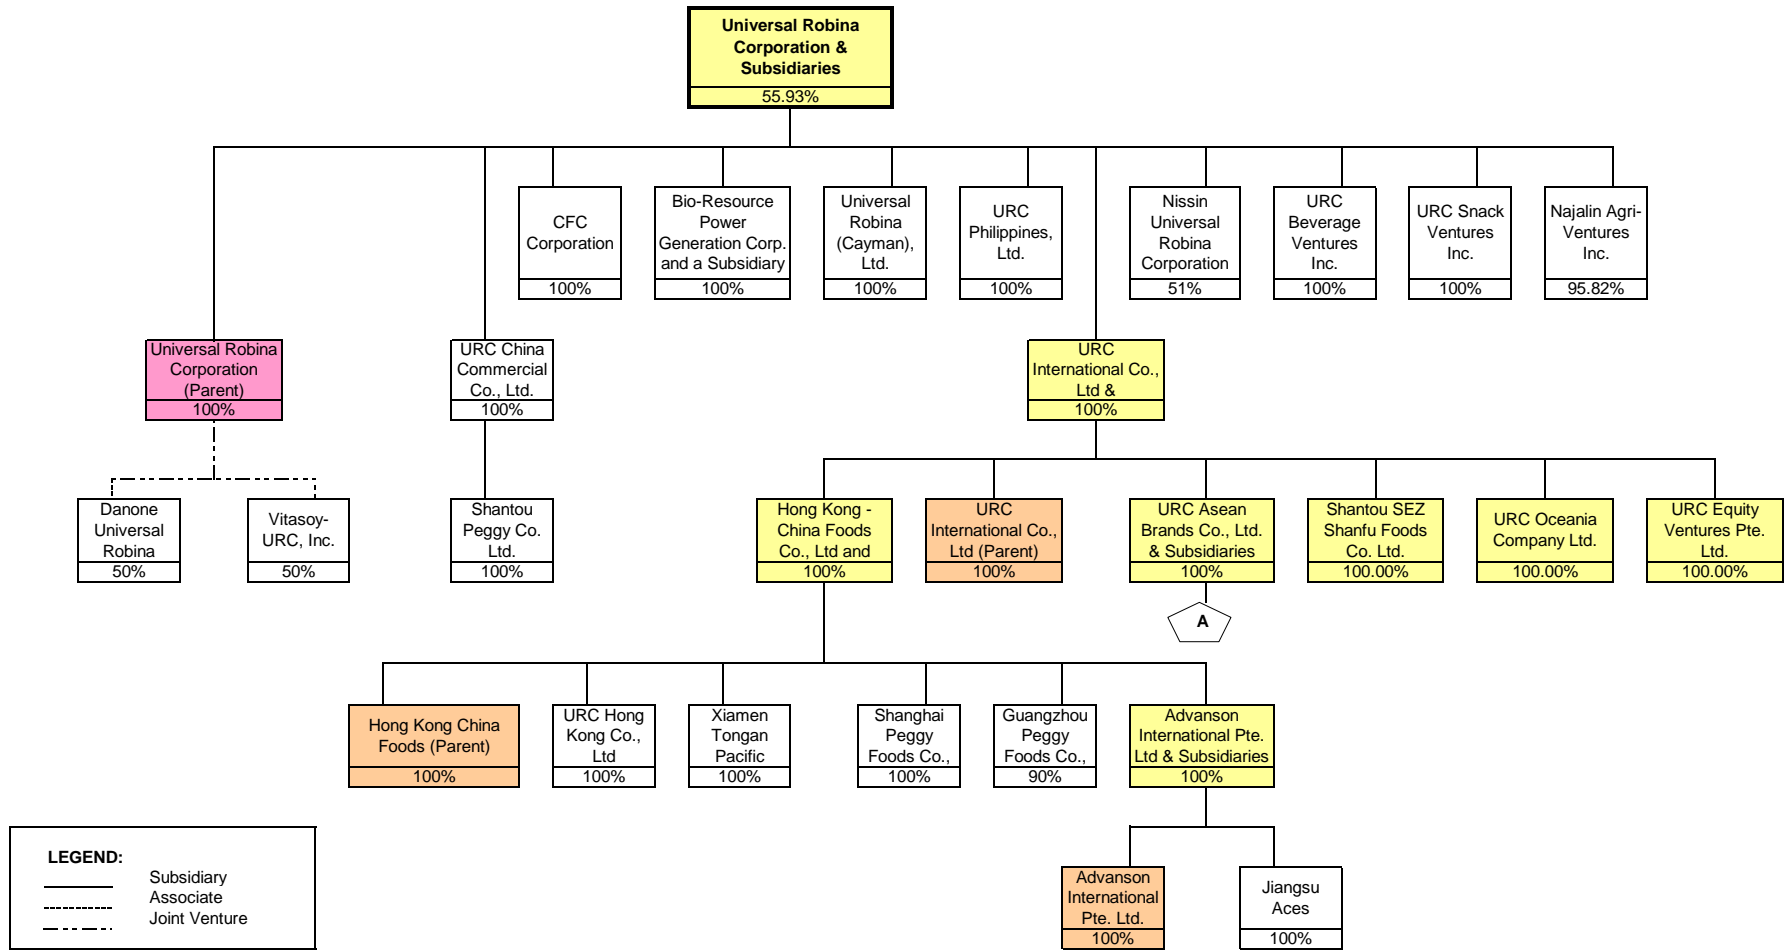 Universal Robina
Corporation &
Subsidiaries
55.93%
CFC
Corporation
100%
Bio-Resource
Power
Generation Corp.
and a Subsidiary
100%
Universal
Robina
(Cayman),
Ltd.
100%
URC
Philippines,
Ltd.
100%
Nissin
Universal
Robina
Corporation
51%
URC
Beverage
Ventures
Inc.
100%
URC Snack
Ventures
Inc.
100%
Najalin Agri-
Ventures
Inc.
95.82%
Universal Robina
Corporation
(Parent)
100%
URC China
Commercial
Co., Ltd.
100%
URC
International Co.,
Ltd &
100%
Danone
Universal
Robina
50%
Vitasoy-
URC, Inc.
50%
Shantou
Peggy Co.
Ltd.
100%
Hong Kong -
China Foods
Co., Ltd and
100%
URC
International Co.,
Ltd (Parent)
100%
URC Asean
Brands Co., Ltd.
& Subsidiaries
100%
Shantou SEZ
Shanfu Foods
Co. Ltd.
100.00%
URC Oceania
Company Ltd.
100.00%
URC Equity
Ventures Pte.
Ltd.
100.00%
A
Hong Kong China
Foods (Parent)
100%
URC Hong
Kong Co.,
Ltd
100%
Xiamen
Tongan
Pacific
100%
Shanghai
Peggy
Foods Co.,
100%
Guangzhou
Peggy
Foods Co.,
90%
Advanson
International Pte.
Ltd & Subsidiaries
100%
Advanson
International
Pte. Ltd.
100%
Jiangsu
Aces
100%
LEGEND:
Subsidiary
Associate
Joint Venture